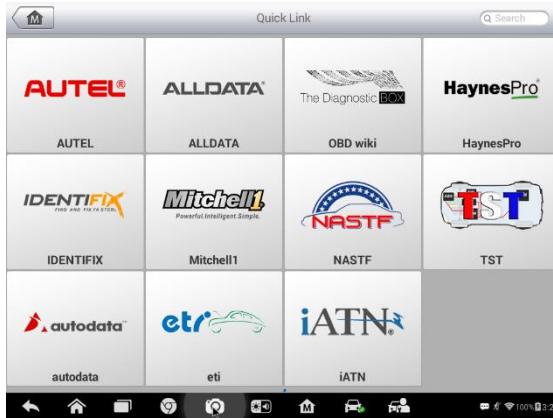 M
Quick Link
Search
AUTEL®
AUTEL
ALLDATA
ALLDATA
The Diagnostic BOX
OBD wiki
HaynesPro
HaynesPro
IDENTIFIX
FIND AND FIX FASTER.
IDENTIFIX
Mitchell1
Powerful.Intelligent.Simple.
Mitchell1
NASTF
NASTF
TST
TST
autodata
autodata
etı
eti
iATN®
iATN
M
100%